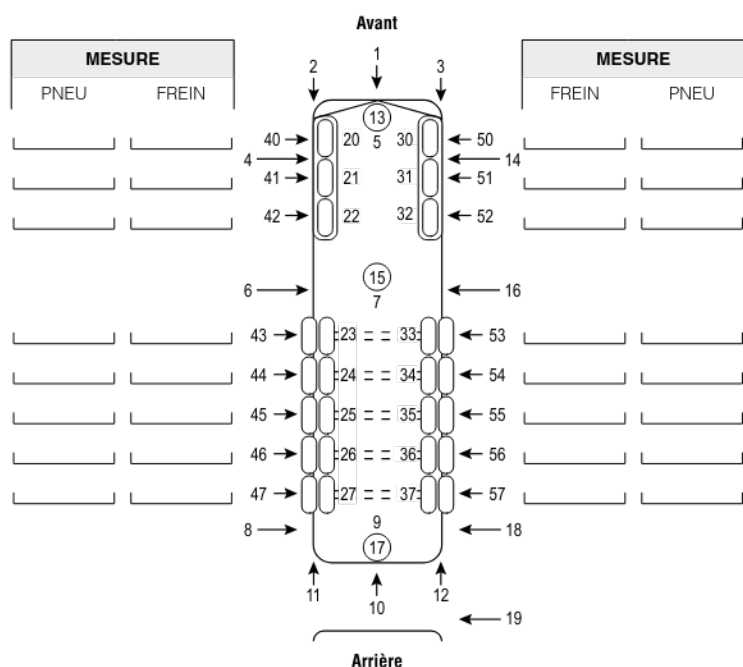 Avant
MESURE
PNEU FREIN
MESURE
FREIN PNEU
2 1 3
13
40 20 5 30 50
4 14
41 21 31 51
42 22 32 52
15
6 7 16
43 23 33 53
44 24 34 54
45 25 35 55
46 26 36 56
47 27 37 57
8 9 18
17
11 10 12
19
Arrière